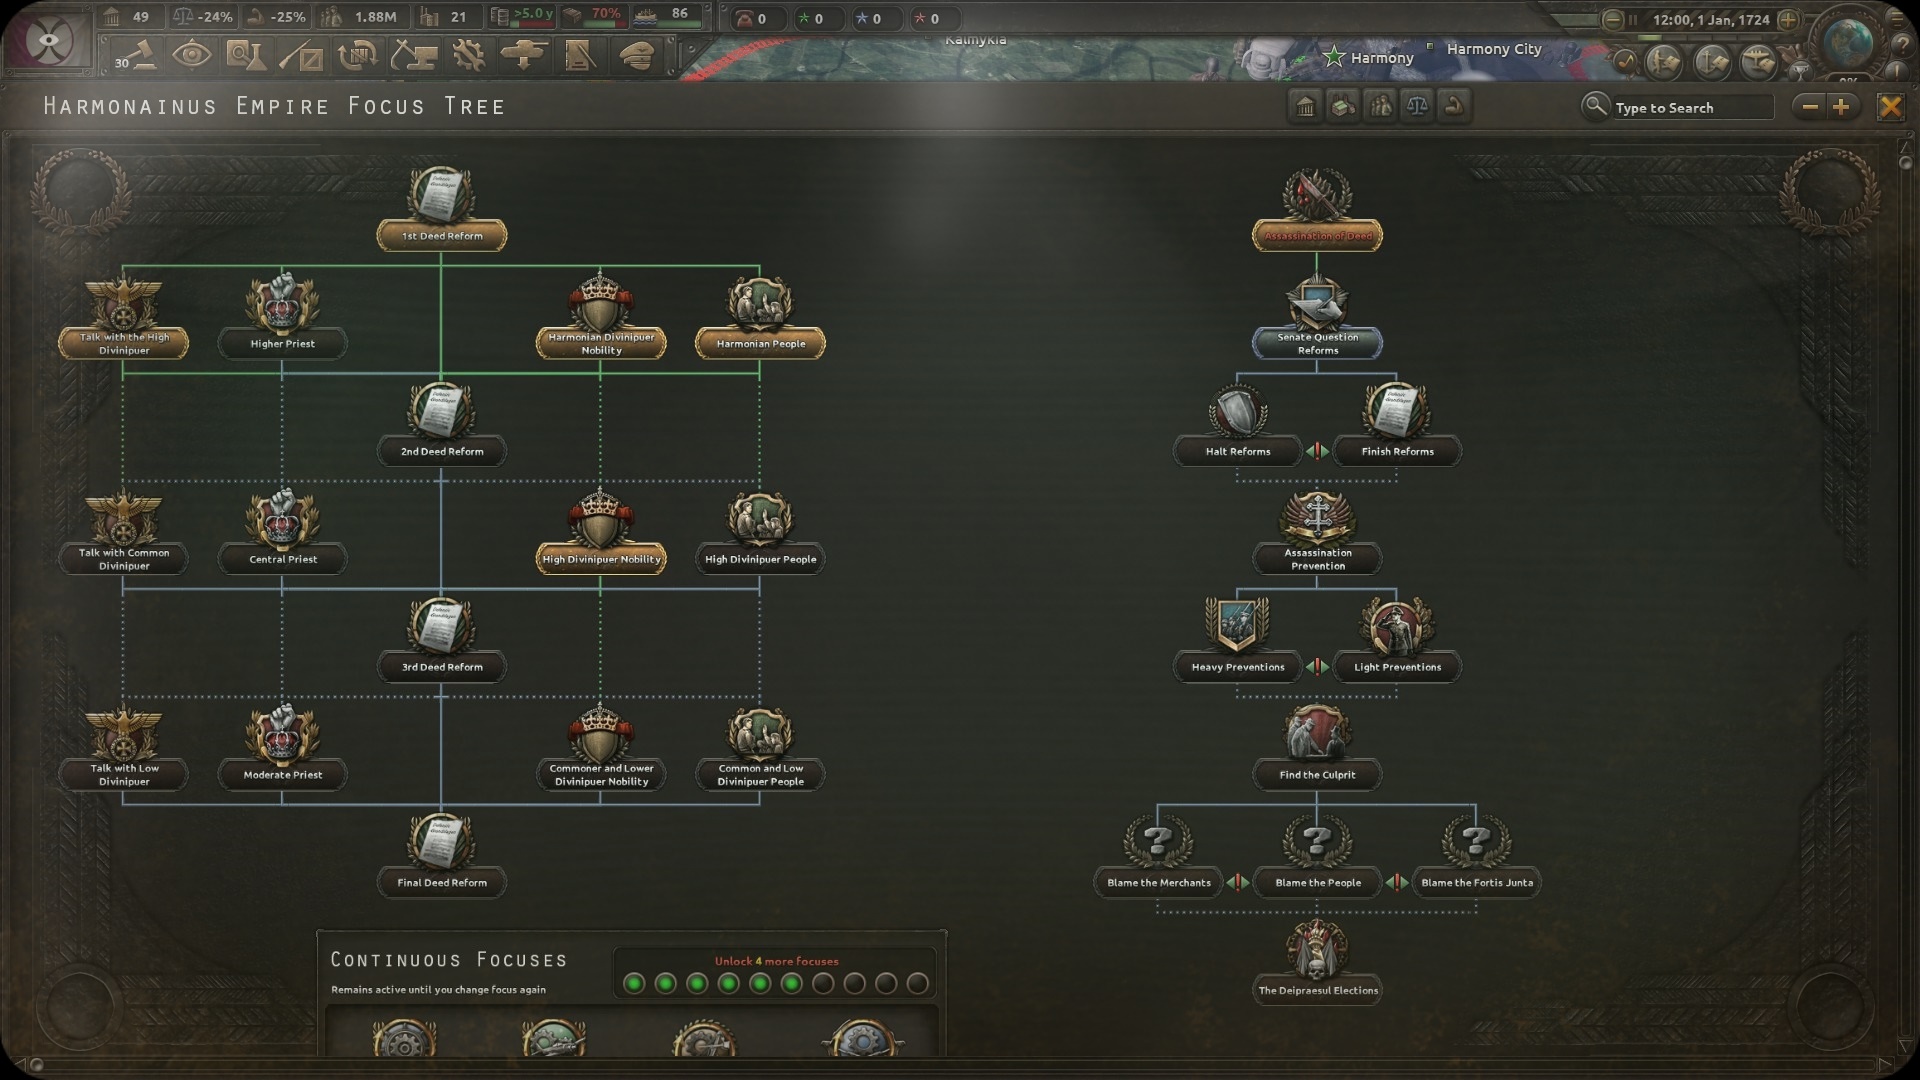 49
-24%
-25%
1.88M
21
>5.0 y
70%
86
0
0
0
0
12:00, 1 Jan, 1724
30
Kalmykia
Harmony
Harmony City
0%
HARMONAINUS EMPIRE FOCUS TREE
Type to Search
1st Deed Reform
Assassination of Deed
Talk with the High
Divinipuer
Higher Priest
Harmonian Divinipuer
Nobility
Harmonian People
Senate Question
Reforms
2nd Deed Reform
Halt Reforms
Finish Reforms
Talk with Common
Divinipuer
Central Priest
High Divinipuer Nobility
High Divinipuer People
Assassination
Prevention
3rd Deed Reform
Heavy Preventions
Light Preventions
Talk with Low
Divinipuer
Moderate Priest
Commoner and Lower
Divinipuer Nobility
Common and Low
Divinipuer People
Find the Culprit
Final Deed Reform
Blame the Merchants
Blame the People
Blame the Fortis Junta
CONTINUOUS FOCUSES
Unlock 4 more focuses
Remains active until you change focus again
The Deipraesul Elections